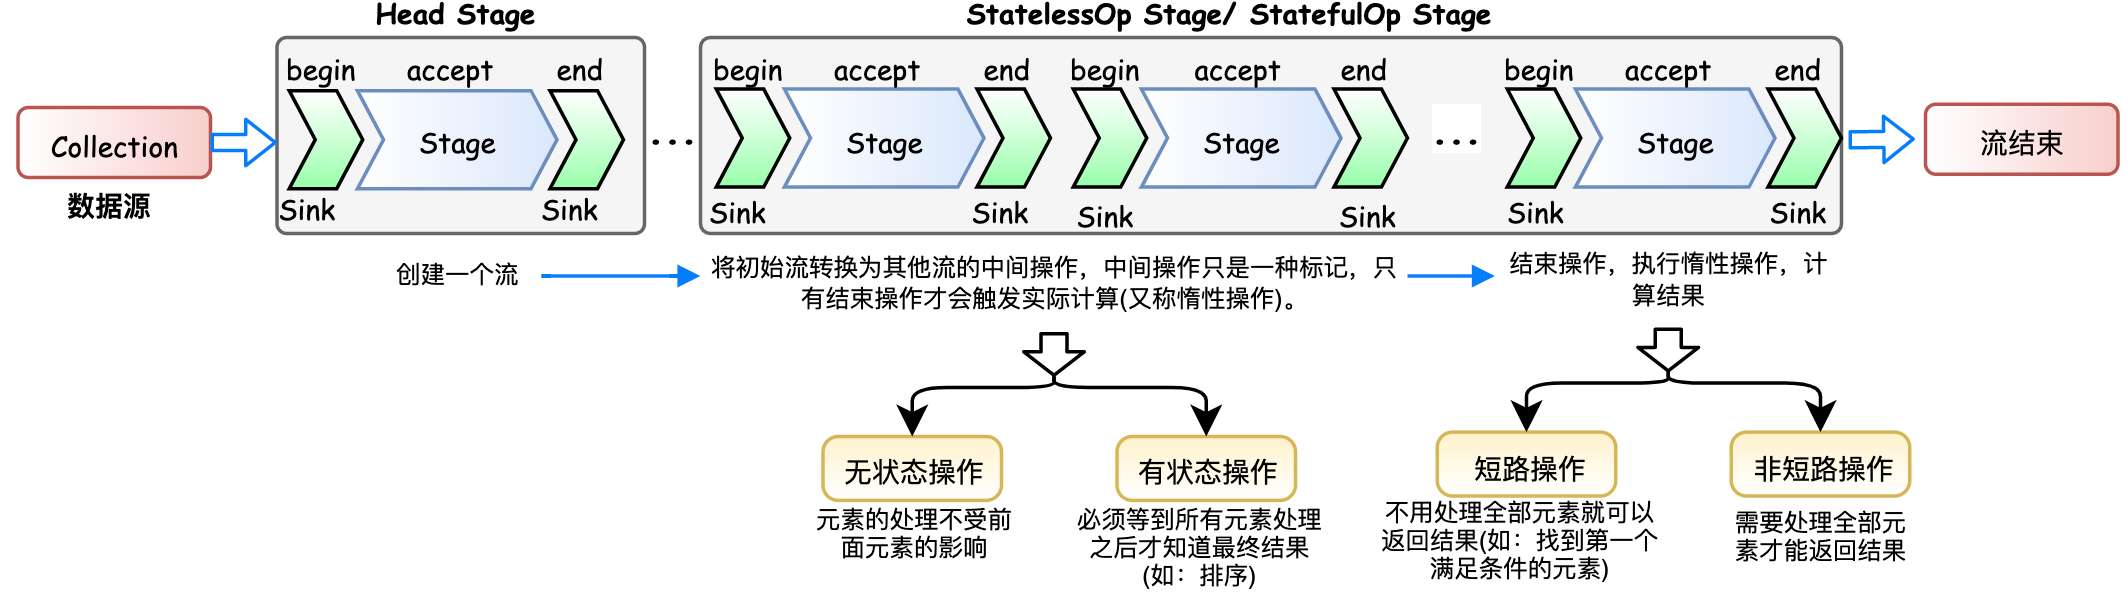 Head Stage
StatelessOp Stage/ StatefulOp Stage
begin accept end
begin accept end begin accept end
begin accept end
Collection
Stage
...
Stage
Stage
...
Stage
流结束
数据源
Sink Sink
Sink Sink Sink Sink
Sink Sink
创建一个流
将初始流转换为其他流的中间操作，中间操作只是一种标记，只
有结束操作才会触发实际计算(又称惰性操作)。
结束操作，执行惰性操作，计
算结果
无状态操作
元素的处理不受前
面元素的影响
有状态操作
必须等到所有元素处理
之后才知道最终结果
(如：排序)
短路操作
不用处理全部元素就可以
返回结果(如：找到第一个
满足条件的元素)
非短路操作
需要处理全部元
素才能返回结果